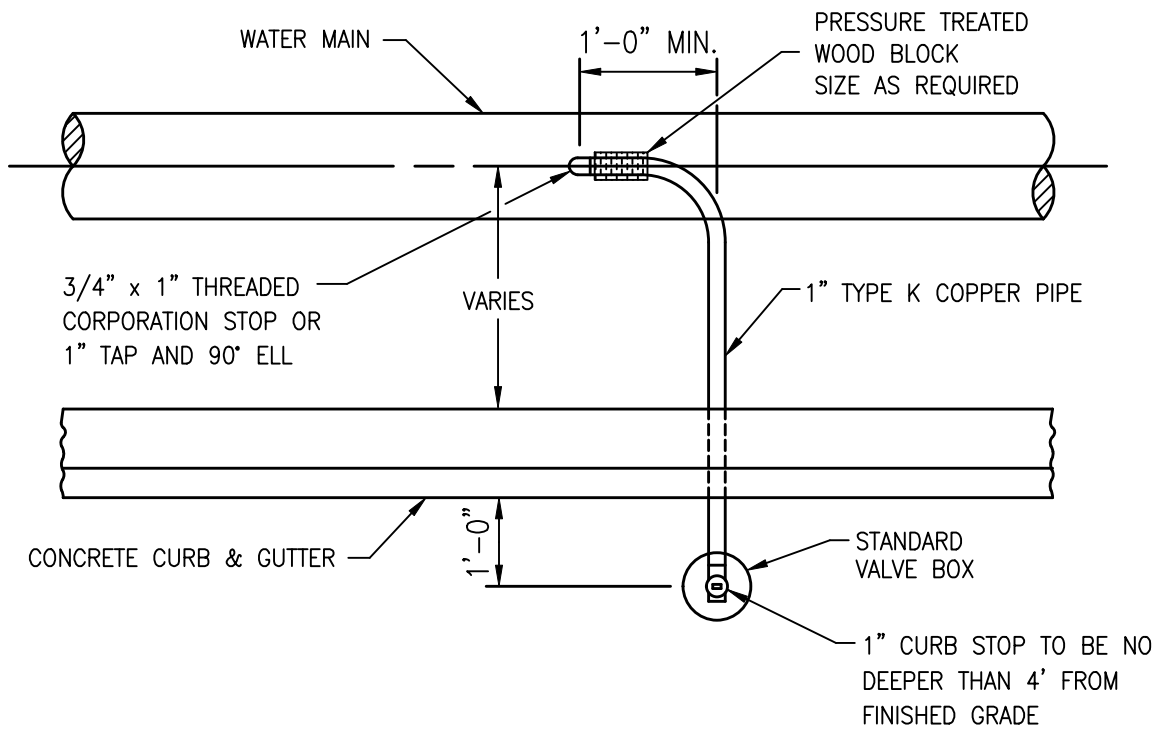 WATER MAIN
1'-0" MIN.
PRESSURE TREATED
WOOD BLOCK
SIZE AS REQUIRED
3/4" x 1" THREADED
CORPORATION STOP OR
1" TAP AND 90° ELL
VARIES
1" TYPE K COPPER PIPE
CONCRETE CURB & GUTTER
1'-0"
STANDARD
VALVE BOX
1" CURB STOP TO BE NO
DEEPER THAN 4' FROM
FINISHED GRADE